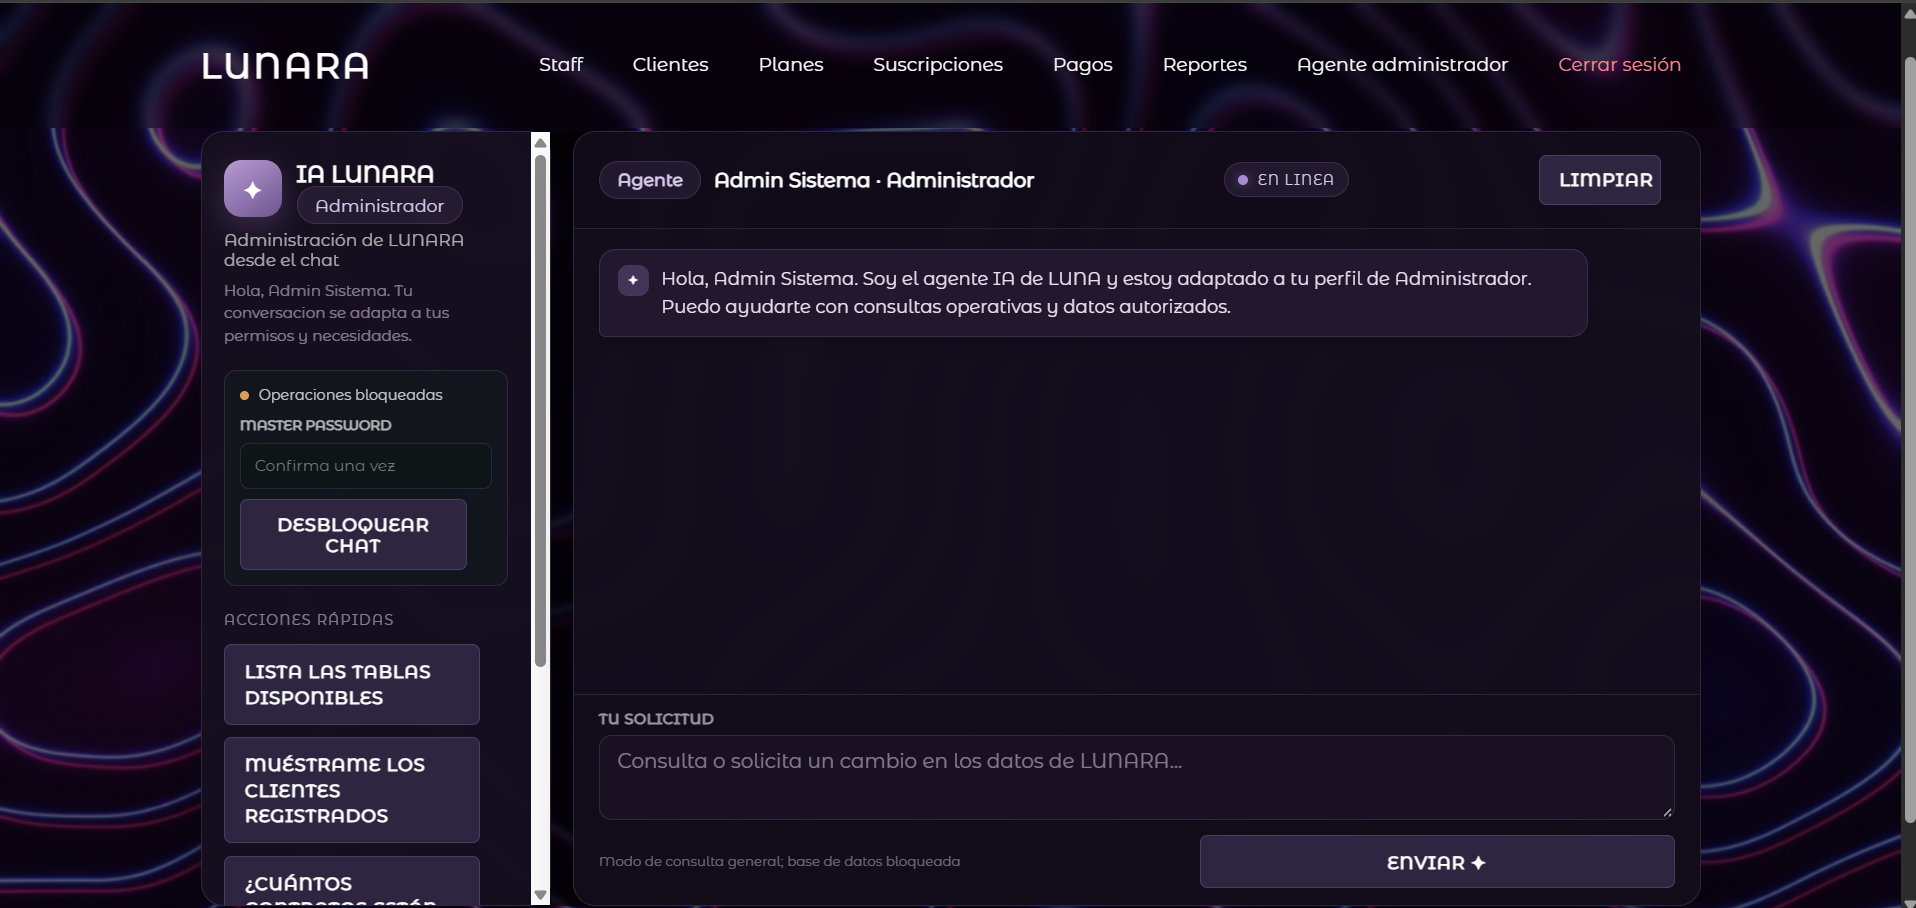 LUNARA
Staff
Clientes
Planes
Suscripciones
Pagos
Reportes
Agente administrador
Cerrar sesión
IA LUNARA
Administrador
Administración de LUNARA
desde el chat
Hola, Admin Sistema. Tu
conversacion se adapta a tus
permisos y necesidades.
Operaciones bloqueadas
MASTER PASSWORD
Confirma una vez
DESBLOQUEAR
CHAT
ACCIONES RÁPIDAS
LISTA LAS TABLAS
DISPONIBLES
MUÉSTRAME LOS
CLIENTES
REGISTRADOS
¿CUÁNTOS
CONTRATOS ESTÁN
Agente
Admin Sistema · Administrador
EN LINEA
LIMPIAR
Hola, Admin Sistema. Soy el agente IA de LUNA y estoy adaptado a tu perfil de Administrador.
Puedo ayudarte con consultas operativas y datos autorizados.
TU SOLICITUD
Consulta o solicita un cambio en los datos de LUNARA...
Modo de consulta general; base de datos bloqueada
ENVIAR ✦